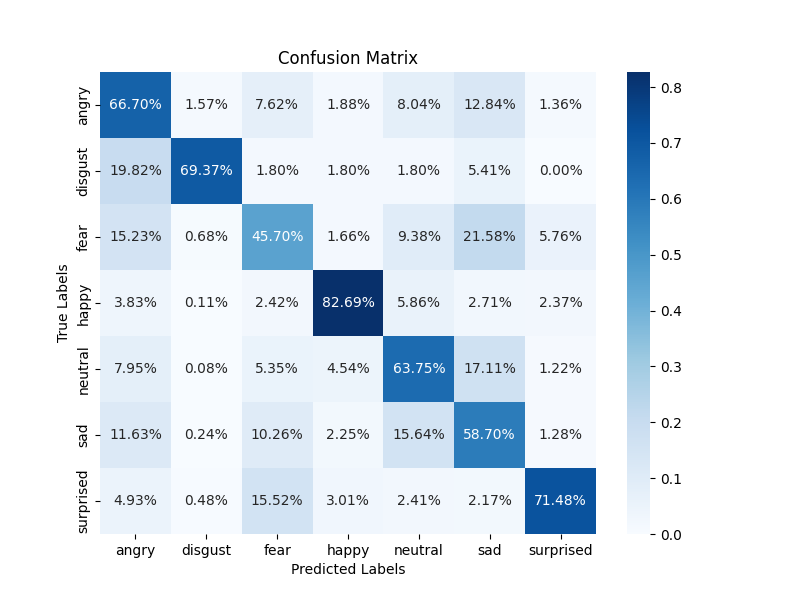 Confusion Matrix
angry 66.70% 1.57% 7.62% 1.88% 8.04% 12.84% 1.36%
disgust 19.82% 69.37% 1.80% 1.80% 1.80% 5.41% 0.00%
fear 15.23% 0.68% 45.70% 1.66% 9.38% 21.58% 5.76%
happy 3.83% 0.11% 2.42% 82.69% 5.86% 2.71% 2.37%
neutral 7.95% 0.08% 5.35% 4.54% 63.75% 17.11% 1.22%
sad 11.63% 0.24% 10.26% 2.25% 15.64% 58.70% 1.28%
surprised 4.93% 0.48% 15.52% 3.01% 2.41% 2.17% 71.48%
angry disgust fear happy neutral sad surprised
Predicted Labels
True Labels
0.8
0.7
0.6
0.5
0.4
0.3
0.2
0.1
0.0